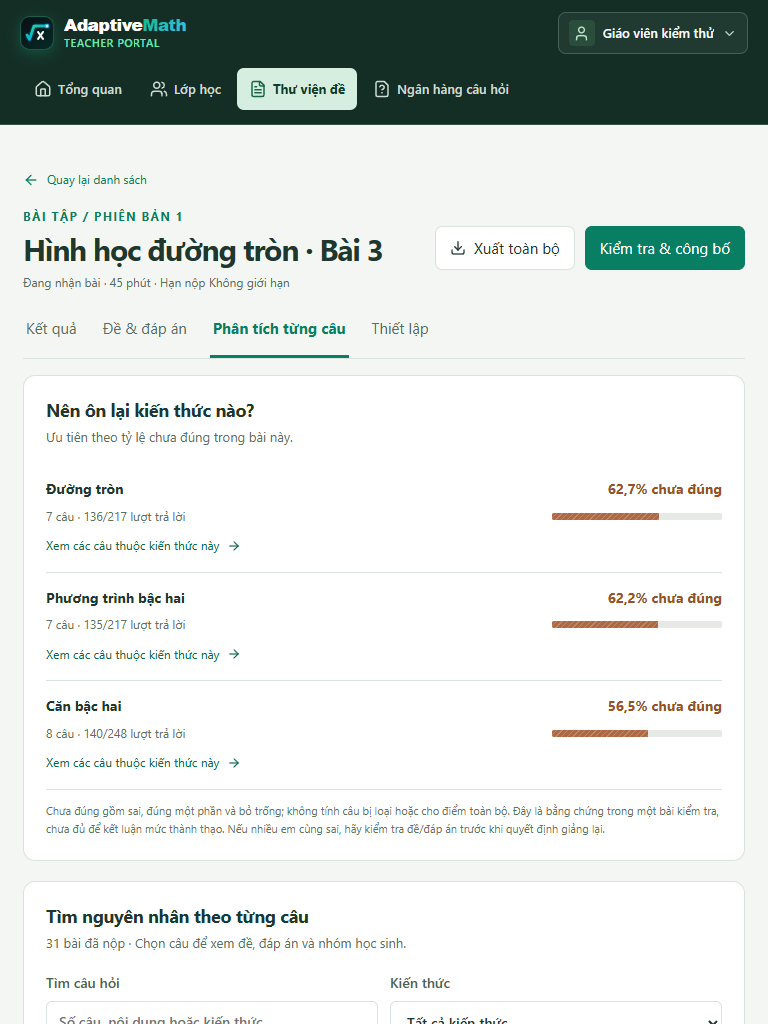 AdaptiveMath
TEACHER PORTAL
Giáo viên kiểm thử
Tổng quan
Lớp học
Thư viện đề
Ngân hàng câu hỏi
Quay lại danh sách
BÀI TẬP / PHIÊN BẢN 1
Hình học đường tròn · Bài 3
Đang nhận bài · 45 phút · Hạn nộp Không giới hạn
Xuất toàn bộ
Kiểm tra & công bố
Kết quả
Đề & đáp án
Phân tích từng câu
Thiết lập
Nên ôn lại kiến thức nào?
Ưu tiên theo tỷ lệ chưa đúng trong bài này.
Đường tròn
62,7% chưa đúng
7 câu · 136/217 lượt trả lời
Xem các câu thuộc kiến thức này
Phương trình bậc hai
62,2% chưa đúng
7 câu · 135/217 lượt trả lời
Xem các câu thuộc kiến thức này
Căn bậc hai
56,5% chưa đúng
8 câu · 140/248 lượt trả lời
Xem các câu thuộc kiến thức này
Chưa đúng gồm sai, đúng một phần và bỏ trống; không tính câu bị loại hoặc cho điểm toàn bộ. Đây là bằng chứng trong một bài kiểm tra,
chưa đủ để kết luận mức thành thạo. Nếu nhiều em cùng sai, hãy kiểm tra đề/đáp án trước khi quyết định giảng lại.
Tìm nguyên nhân theo từng câu
31 bài đã nộp · Chọn câu để xem đề, đáp án và nhóm học sinh.
Tìm câu hỏi
Kiến thức
Số câu, nội dung hoặc kiến thức
Tất cả kiến thức